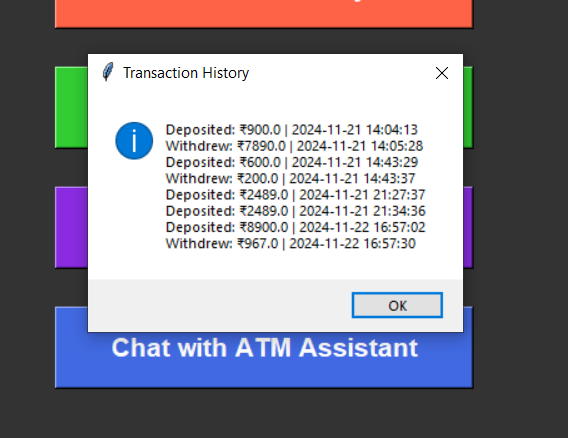 Transaction History
Deposited: ₹900.0 | 2024-11-21 14:04:13
Withdrew: ₹7890.0 | 2024-11-21 14:05:28
Deposited: ₹600.0 | 2024-11-21 14:43:29
Withdrew: ₹200.0 | 2024-11-21 14:43:37
Deposited: ₹2489.0 | 2024-11-21 21:27:37
Deposited: ₹2489.0 | 2024-11-21 21:34:36
Deposited: ₹8900.0 | 2024-11-22 16:57:02
Withdrew: ₹967.0 | 2024-11-22 16:57:30
OK
Chat with ATM Assistant